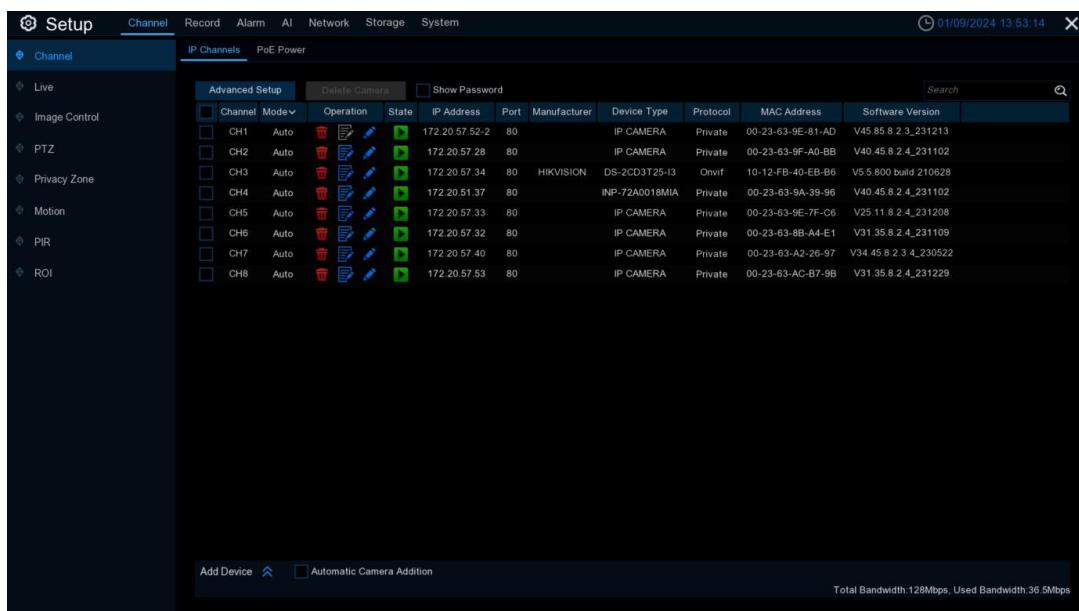 Setup Channel Record Alarm AI Network Storage System 01/09/2024 13:53:14
Channel
Live
Image Control
PTZ
Privacy Zone
Motion
PIR
ROI
IP Channels PoE Power
Advanced Setup Delete Camera Show Password Search
Channel Mode Operation State IP Address Port Manufacturer Device Type Protocol MAC Address Software Version
CH1 Auto 172.20.57.52-2 80 IP CAMERA Private 00-23-63-9E-81-AD V45.85.8.2.3_231213
CH2 Auto 172.20.57.28 80 IP CAMERA Private 00-23-63-9F-A0-BB V40.45.8.2.4_231102
CH3 Auto 172.20.57.34 80 HIKVISION DS-2CD3T25-I3 Onvif 10-12-FB-40-EB-B6 V5.5.800 build 210628
CH4 Auto 172.20.51.37 80 INP-72A0018MIA Private 00-23-63-9A-39-96 V40.45.8.2.4_231102
CH5 Auto 172.20.57.33 80 IP CAMERA Private 00-23-63-9E-7F-C6 V25.11.8.2.4_231208
CH6 Auto 172.20.57.32 80 IP CAMERA Private 00-23-63-8B-A4-E1 V31.35.8.2.4_231109
CH7 Auto 172.20.57.40 80 IP CAMERA Private 00-23-63-A2-26-97 V34.45.8.2.3.4_230522
CH8 Auto 172.20.57.53 80 IP CAMERA Private 00-23-63-AC-B7-9B V31.35.8.2.4_231229
Add Device Automatic Camera Addition
Total Bandwidth:128Mbps, Used Bandwidth:36.5Mbps